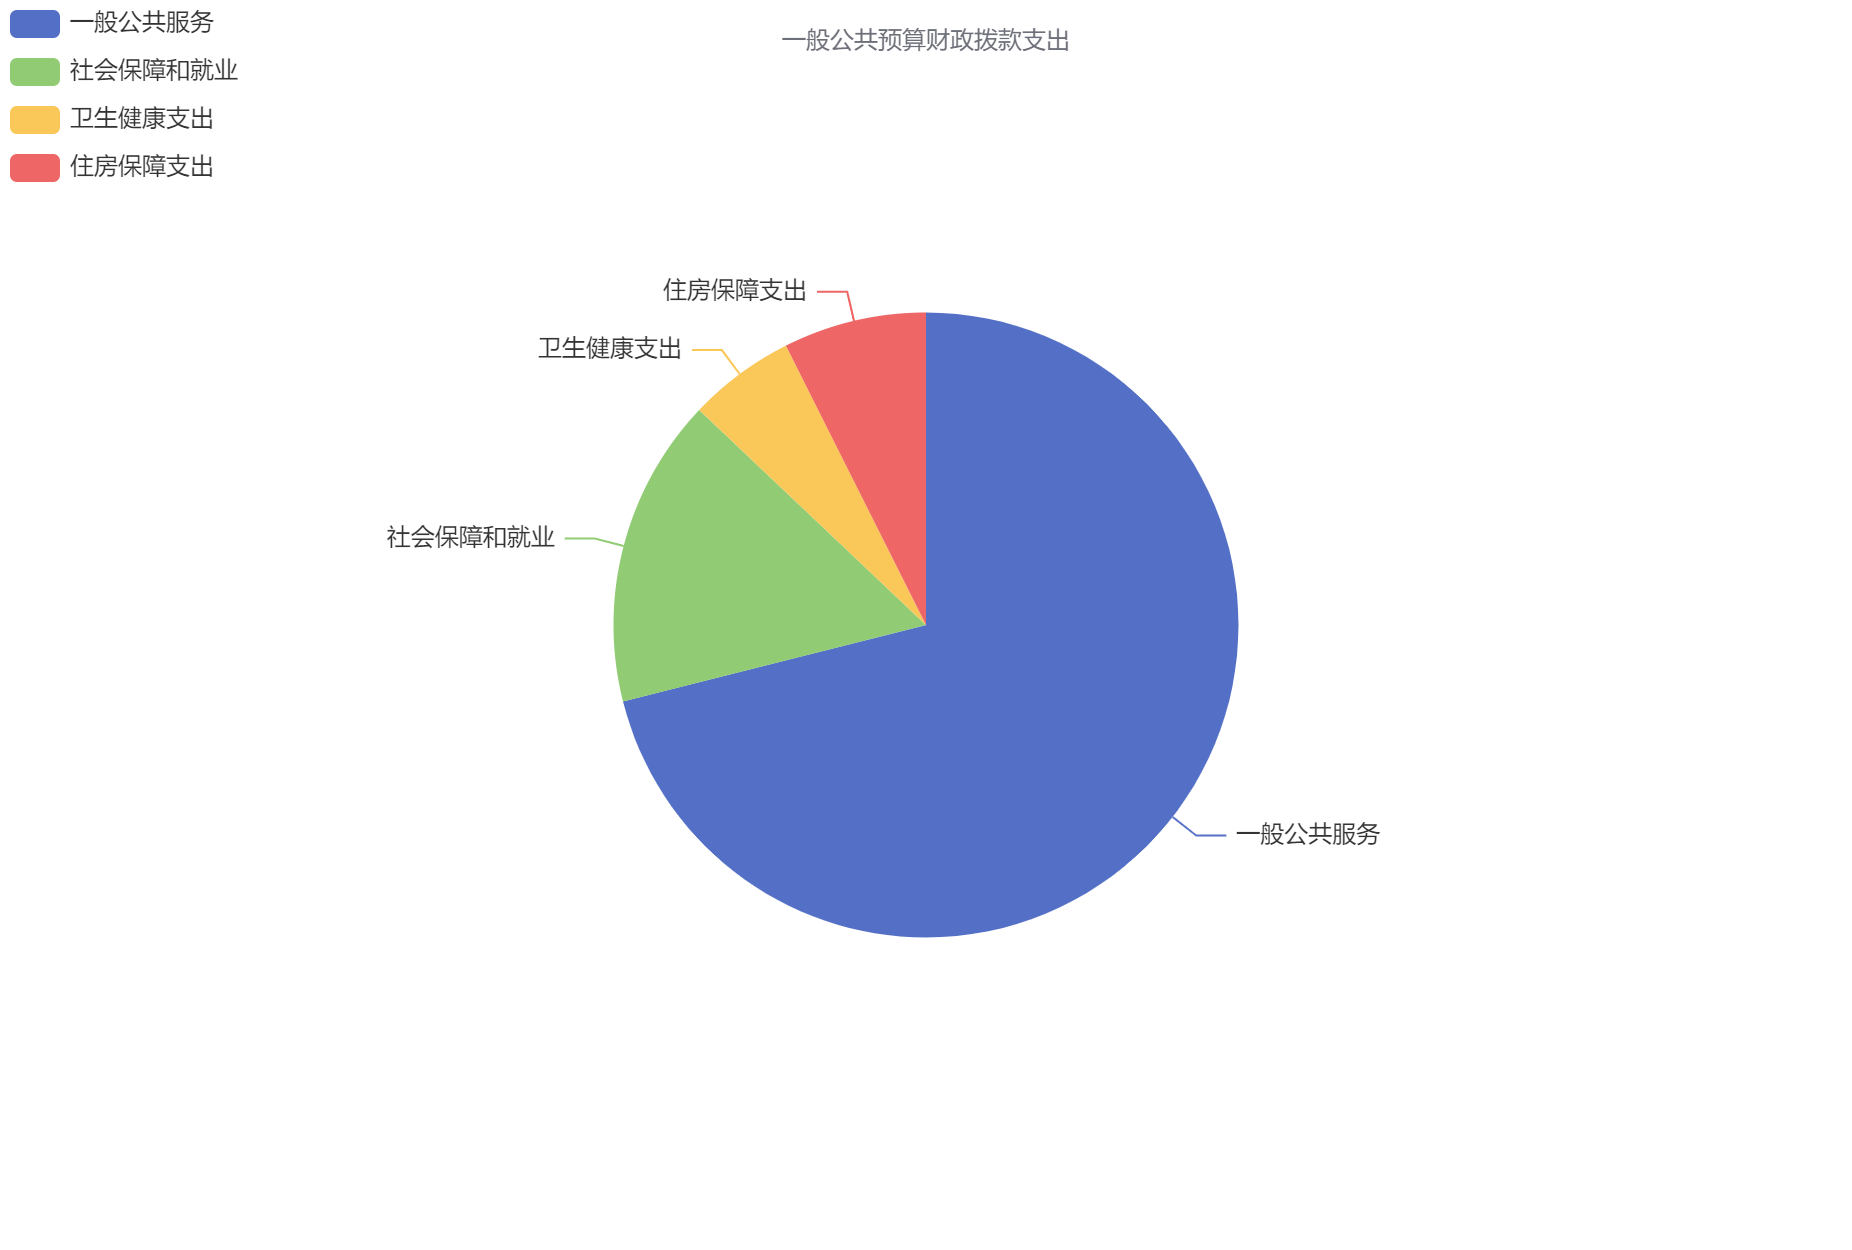 一般公共服务
社会保障和就业
卫生健康支出
住房保障支出
一般公共预算财政拨款支出
住房保障支出
卫生健康支出
社会保障和就业
一般公共服务